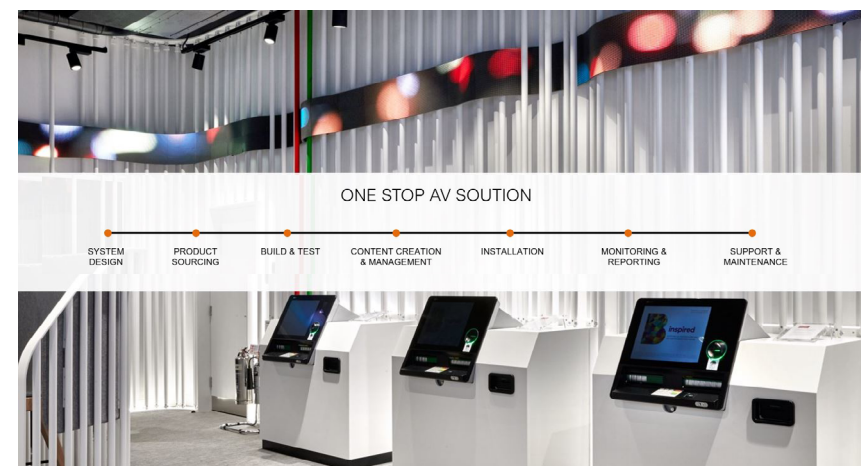 ONE STOP AV SOUTION
SYSTEM
DESIGN
PRODUCT
SOURCING
BUILD & TEST
CONTENT CREATION
& MANAGEMENT
INSTALLATION
MONITORING &
REPORTING
SUPPORT &
MAINTENANCE
inspired